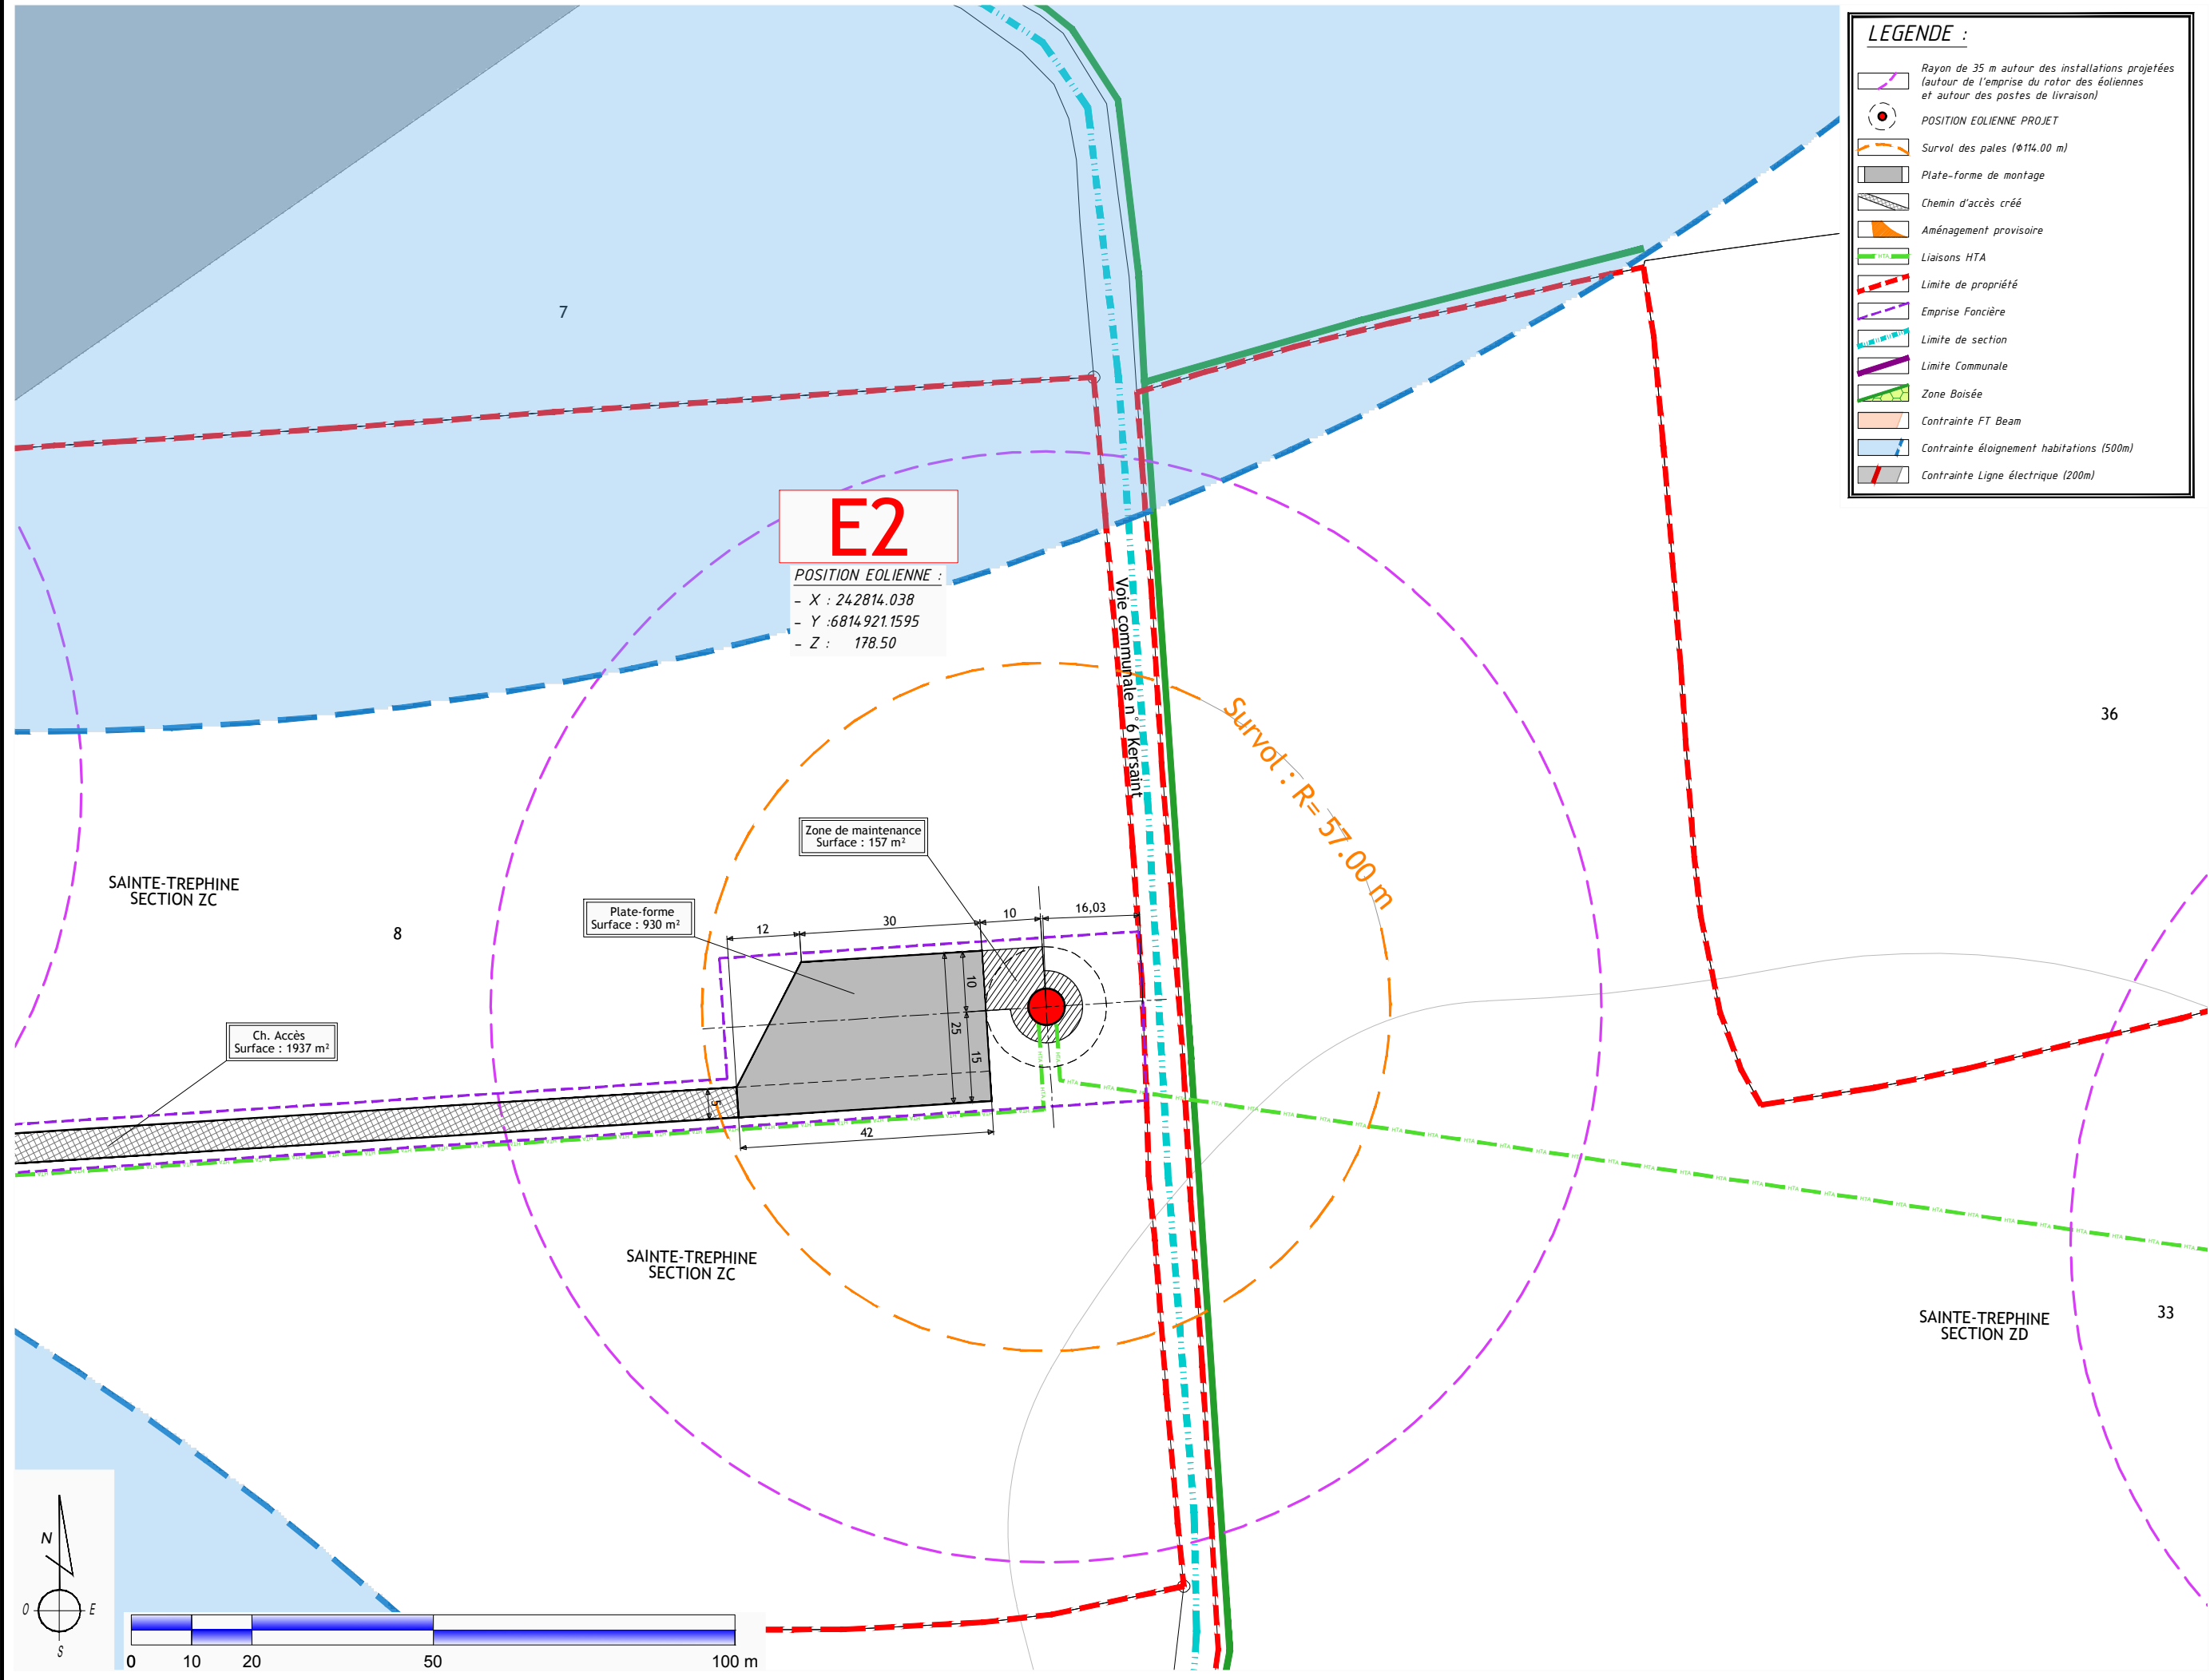 LEGENDE :
Rayon de 35 m autour des installations projetées
(autour de l'emprise du rotor des éoliennes
et autour des postes de livraison)
POSITION EOLIENNE PROJET
Survol des pales (Φ114.00 m)
Plate-forme de montage
Chemin d'accès créé
Aménagement provisoire
HTA
Liaisons HTA
Limite de propriété
Emprise Foncière
Limite de section
Limite Communale
Zone Boisée
Contrainte FT Beam
Contrainte éloignement habitations (500m)
Contrainte Ligne électrique (200m)
7
E2
POSITION EOLIENNE :
- X : 242814.038
- Y :6814921.1595
- Z : 178.50
Voie communale n°6 Kersaint
Survol : R= 57.00 m
36
Zone de maintenance
Surface : 157 m²
SAINTE-TREPHINE
SECTION ZC
8
Plate-forme
Surface : 930 m²
12
30
10
16,03
10
25
15
5
42
Ch. Accès
Surface : 1937 m²
HTA
SAINTE-TREPHINE
SECTION ZC
SAINTE-TREPHINE
SECTION ZD
33
N
O
E
S
0 10 20 50 100 m